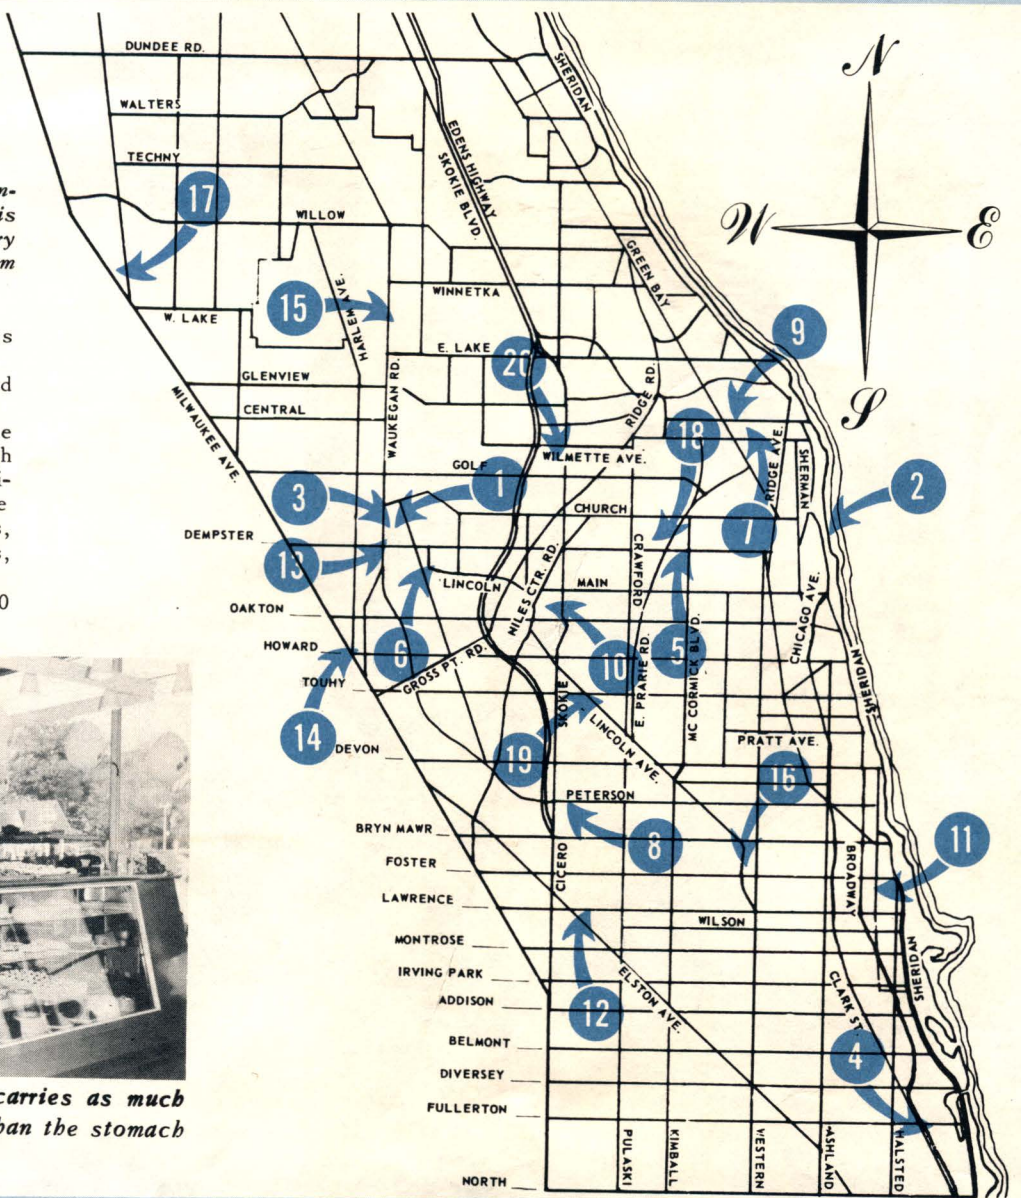 DUNDEE RD.
SHERIDAN
N
WALTERS
EDENS HIGHWAY
SKOKIE BLVD.
TECHNY
n-
17
is
WILLOW
W
E
ry
GREEN BAY
m
HARLEM AVE.
WINNETKA
15
W. LAKE
9
s
E. LAKE
20
GLENVIEW
d
MILWAUKEE AVE.
WAUKEGAN RD.
RIDGE RD.
S
CENTRAL
e
18
h
WILMETTE AVE.
RIDGE AVE.
SHERMAN
GOLF
i-
3
1
2
e
CHURCH
7
s,
DEMPSTER
CRAWFORD
s,
13
NILES CTR. RD.
LINCOLN
MAIN
CHICAGO AVE.
0
OAKTON
HOWARD
6
10
5
GROSS PT. RD.
E. PRARIE RD.
MC CORMICK BLVD.
SHERIDAN
TOUHY
SKOKIE
14
LINCOLN AVE.
DEVON
19
PRATT AVE.
16
PETERSON
BRYN MAWR
8
11
FOSTER
CICERO
BROADWAY
LAWRENCE
WILSON
MONTROSE
SHERIDAN
IRVING PARK
ELSTON AVE.
CLARK ST.
ADDISON
12
BELMONT
4
DIVERSEY
carries as much
FULLERTON
han the stomach
PULASKI
KIMBALL
WESTERN
ASHLAND
HALSTED
NORTH